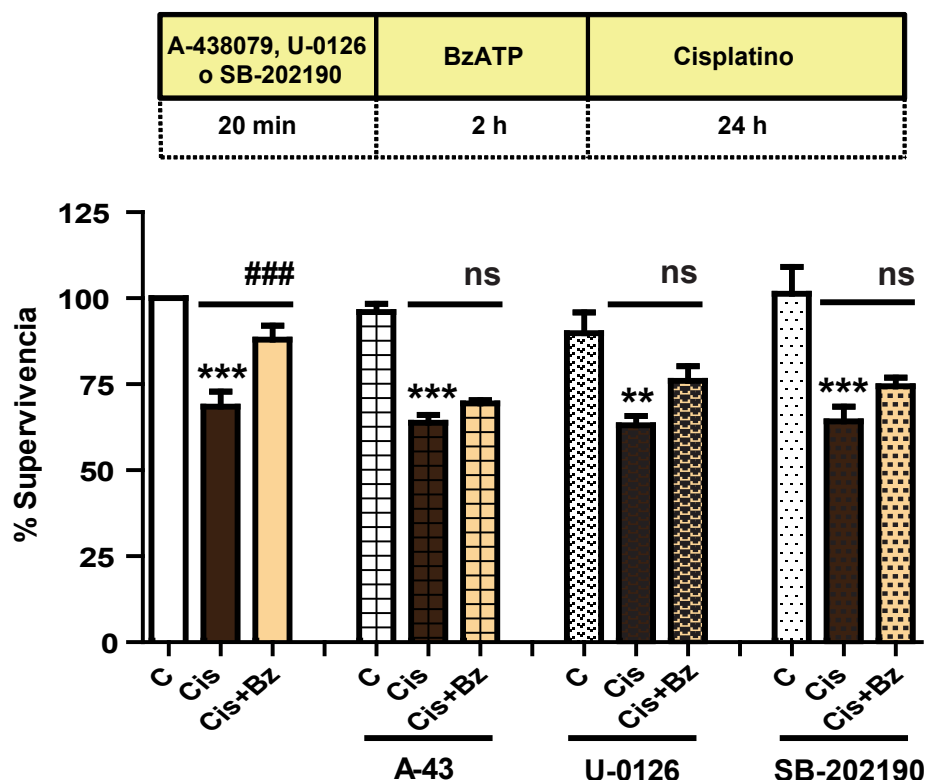 A-438079, U-0126
o SB-202190
BzATP
Cisplatino
20 min
2 h
24 h
% Supervivencia
125
100
75
50
25
0
###
ns
ns
ns
***
***
**
***
C
Cis
Cis+Bz
C
Cis
Cis+Bz
C
Cis
Cis+Bz
C
Cis
Cis+Bz
A-43
U-0126
SB-202190